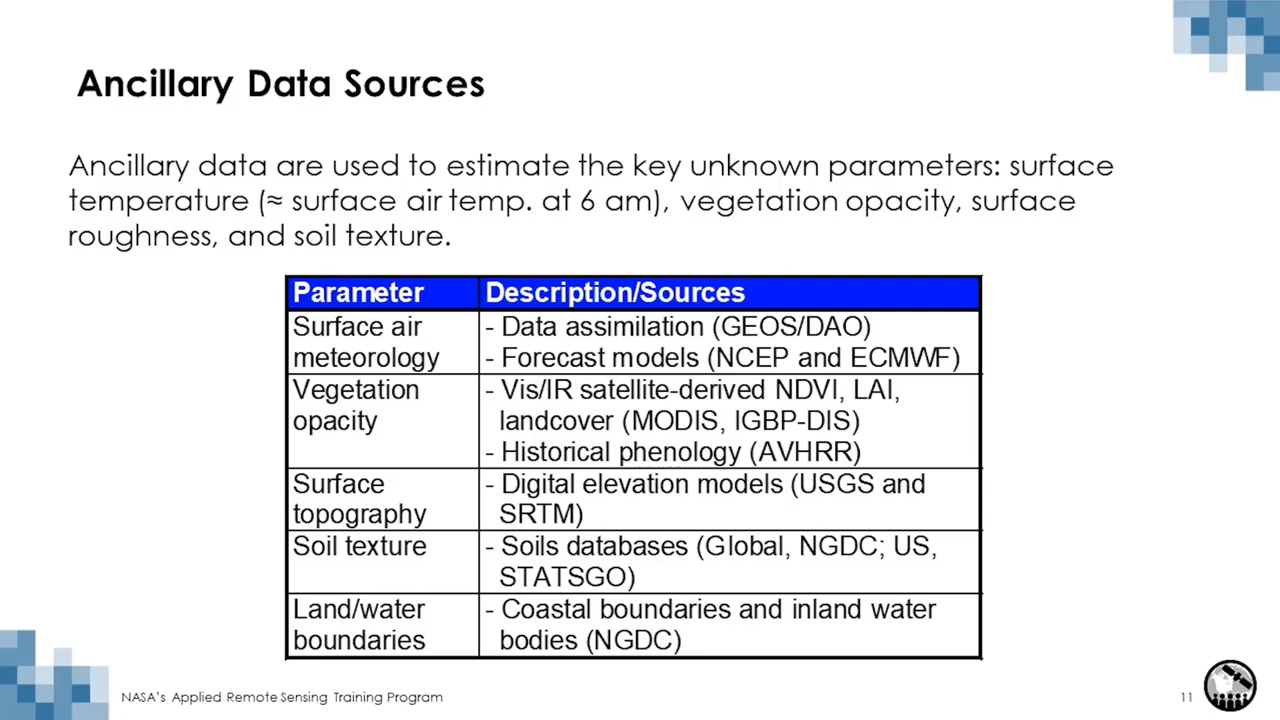 Ancillary Data Sources
Ancillary data are used to estimate the key unknown parameters: surface
temperature (≈ surface air temp. at 6 am), vegetation opacity, surface
roughness, and soil texture.
Parameter
Description/Sources
Surface air
meteorology
- Data assimilation (GEOS/DAO)
- Forecast models (NCEP and ECMWF)
Vegetation
opacity
- Vis/IR satellite-derived NDVI, LAI,
landcover (MODIS, IGBP-DIS)
- Historical phenology (AVHRR)
Surface
topography
- Digital elevation models (USGS and
SRTM)
Soil texture
- Soils databases (Global, NGDC; US,
STATSGO)
Land/water
boundaries
- Coastal boundaries and inland water
bodies (NGDC)
NASA's Applied Remote Sensing Training Program
11